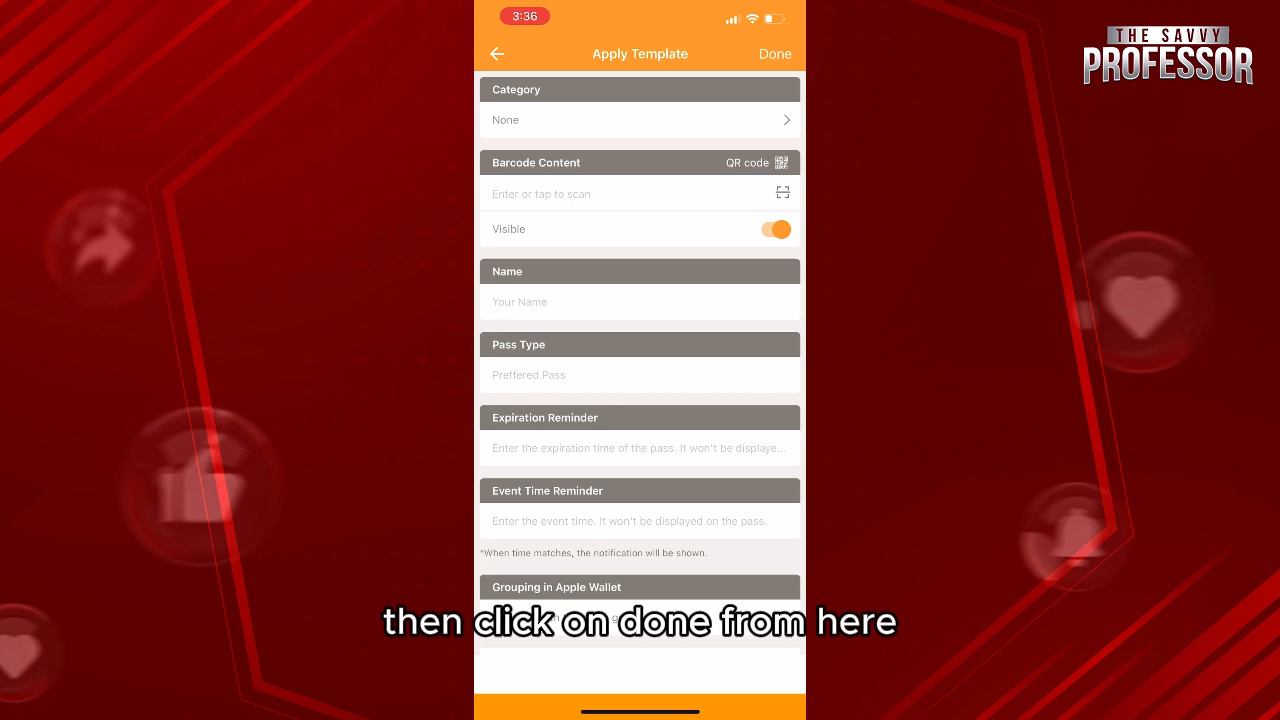 3:36
Apply Template
Done
THE SAVVY
PROFESSOR
Category
None
Barcode Content
QR code
Enter or tap to scan
Visible
Name
Your Name
Pass Type
Preffered Pass
Expiration Reminder
Enter the expiration time of the pass. It won't be displaye...
Event Time Reminder
Enter the event time. It won't be displayed on the pass.
*When time matches, the notification will be shown.
Grouping in Apple Wallet
then click on done from here